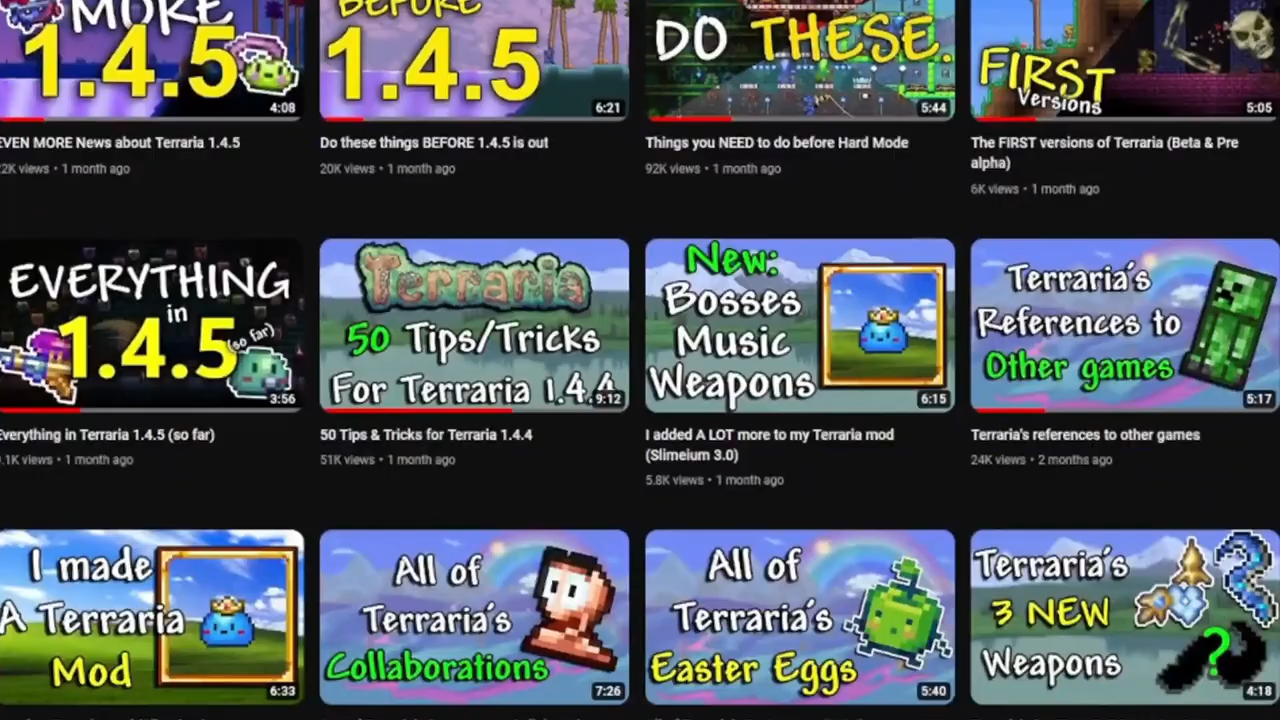 MORE
1.4.5
4:08
BEFORE
1.4.5
6:21
DO THESE.
5:44
FIRST
Versions
5:05
EVEN MORE News about Terraria 1.4.5
2K views • 1 month ago
Do these things BEFORE 1.4.5 is out
20K views • 1 month ago
Things you NEED to do before Hard Mode
92K views • 1 month ago
The FIRST versions of Terraria (Beta & Pre
alpha)
6K views • 1 month ago
EVERYTHING
in
1.4.5
(so far)
3:56
Terraria
50 Tips/Tricks
For Terraria 1.4.4
9:12
New:
Bosses
Music
Weapons
6:15
Terraria's
References to
Other games
5:17
Everything in Terraria 1.4.5 (so far)
.1K views • 1 month ago
50 Tips & Tricks for Terraria 1.4.4
51K views • 1 month ago
I added A LOT more to my Terraria mod
(Slimeium 3.0)
5.8K views • 1 month ago
Terraria's references to other games
24K views • 2 months ago
I made
A Terraria
Mod
6:33
All of
Terraria's
Collaborations
7:26
All of
Terraria's
Easter Eggs
5:40
Terraria's
3 NEW
Weapons
?
4:18